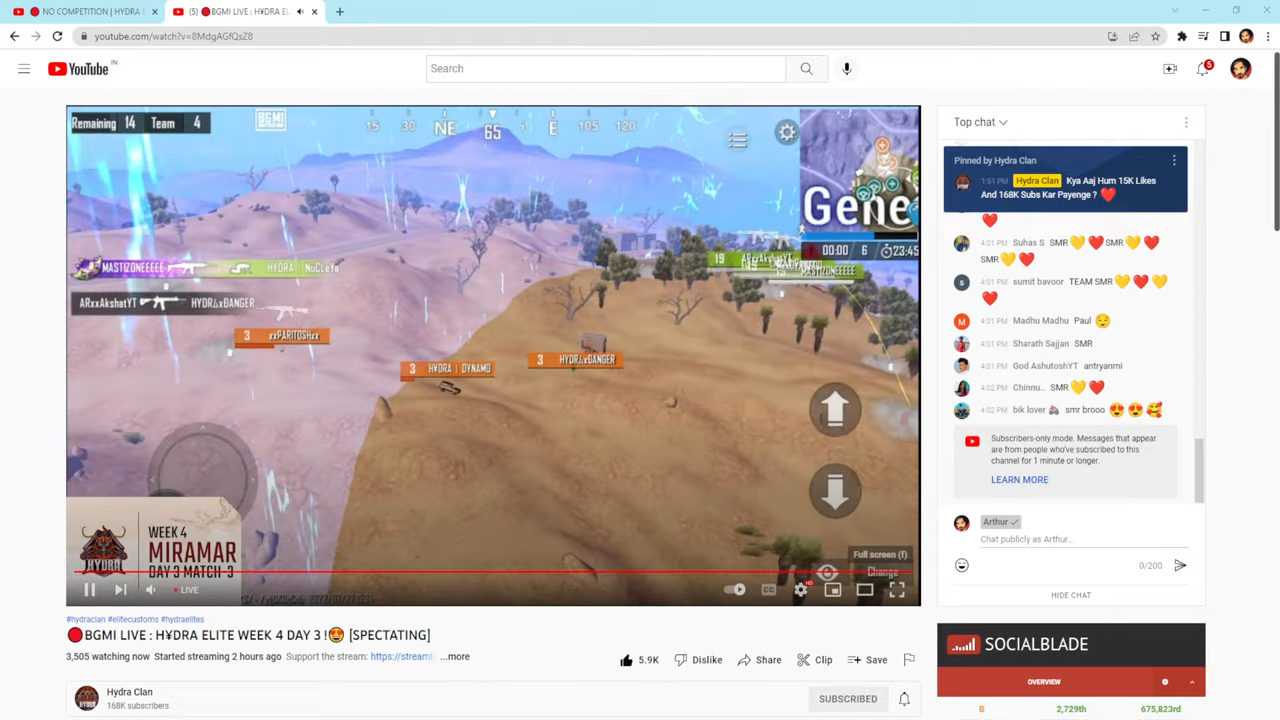 NO COMPETITION | HYDRA E
(5) 🔴BGMI LIVE : H¥DRA EL
youtube.com/watch?v=8MdgAGfQsZ8
YouTube IN
Search
5
Remaining 14 Team 4
BGMI
15 30 NE 65 E 105 120
Gene
00:00 6 23:45
MASTIZONEEEEE HYDRA | NuCLeYo
ARxxAkshatYT HYDRAxDANGER
19 ARxxAkshatYT
MASTIZONEEEEE
3 xxPARITOSHxx
3 H¥DRA | DYNAMO
3 HYDRAxDANGER
WEEK 4
MIRAMAR
DAY 3 MATCH-3
HYDRA
Full screen (f)
Change
LIVE
HD
Top chat
Pinned by Hydra Clan
1:51 PM Hydra Clan Kya Aaj Hum 15K Likes
And 168K Subs Kar Payenge ? ❤️
❤️
4:01 PM Suhas S SMR 💛 ❤️ SMR 💛 ❤️
SMR 💛 ❤️
4:01 PM sumit bavoor TEAM SMR 💛 ❤️ 💛
❤️
4:01 PM Madhu Madhu Paul ☺️
4:01 PM Sharath Sajjan SMR
4:01 PM God AshutoshYT antryanmi
4:02 PM Chinnu.. SMR 💛 ❤️
4:02 PM bik lover smr brooo 😍 😍 🥰
Subscribers-only mode. Messages that appear
are from people who've subscribed to this
channel for 1 minute or longer.
LEARN MORE
Arthur ✓
Chat publicly as Arthur...
0/200
HIDE CHAT
#hydraclan #elitecustoms #hydraelites
🔴BGMI LIVE : H¥DRA ELITE WEEK 4 DAY 3 !😍 [SPECTATING]
3,505 watching now Started streaming 2 hours ago Support the stream: https://streaml ...more
5.9K Dislike Share Clip Save
Hydra Clan
168K subscribers
SUBSCRIBED
SOCIALBLADE
OVERVIEW
B 2,729th 675,823rd